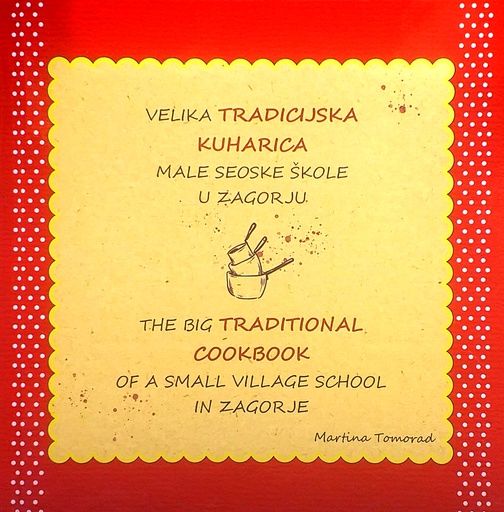 VELIKA TRADICIJSKA
KUHARICA
MALE SEOSKE ŠKOLE
U ZAGORJU
THE BIG TRADITIONAL
COOKBOOK
OF A SMALL VILLAGE SCHOOL
IN ZAGORJE
Martina Tomorad